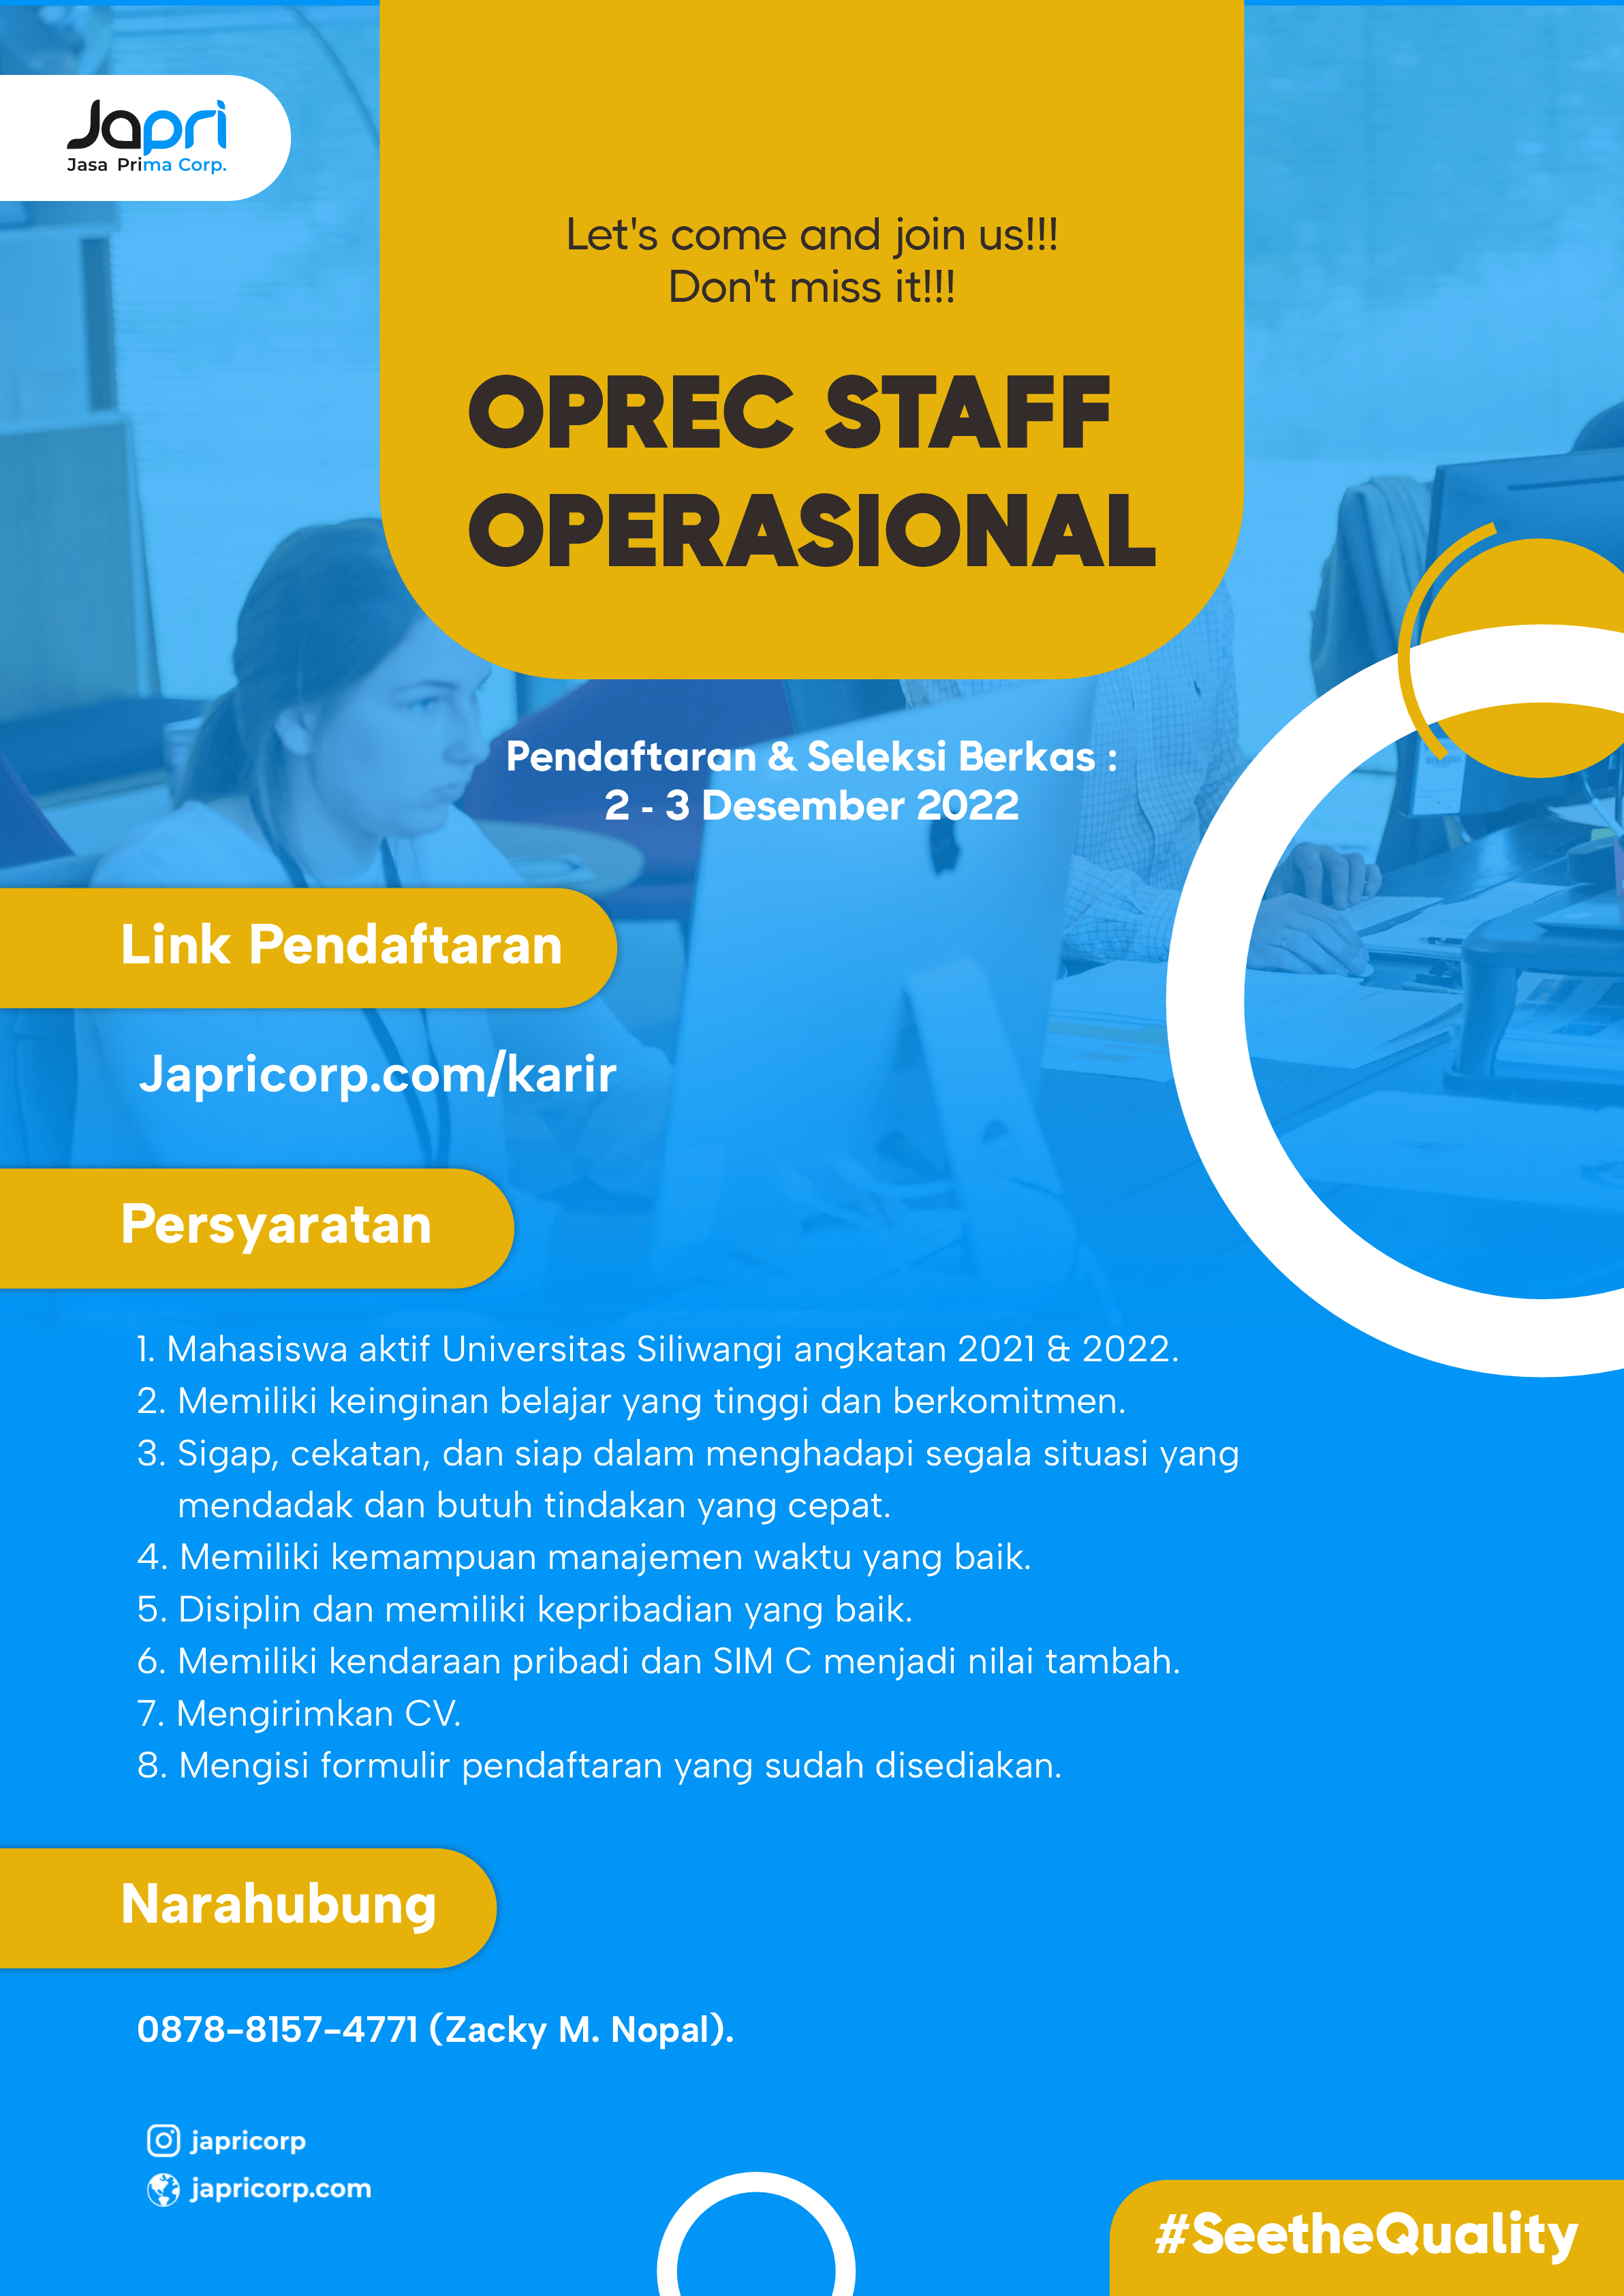 Japri
Jasa Prima Corp.
Let's come and join us!!!
Don't miss it!!!
OPREC STAFF
OPERASIONAL
Pendaftaran & Seleksi Berkas :
2 - 3 Desember 2022
Link Pendaftaran
Japricorp.com/karir
Persyaratan
1. Mahasiswa aktif Universitas Siliwangi angkatan 2021 & 2022.
2. Memiliki keinginan belajar yang tinggi dan berkomitmen.
3. Sigap, cekatan, dan siap dalam menghadapi segala situasi yang
mendadak dan butuh tindakan yang cepat.
4. Memiliki kemampuan manajemen waktu yang baik.
5. Disiplin dan memiliki kepribadian yang baik.
6. Memiliki kendaraan pribadi dan SIM C menjadi nilai tambah.
7. Mengirimkan CV.
8. Mengisi formulir pendaftaran yang sudah disediakan.
Narahubung
0878-8157-4771 (Zacky M. Nopal).
japricorp
japricorp.com
#SeetheQuality